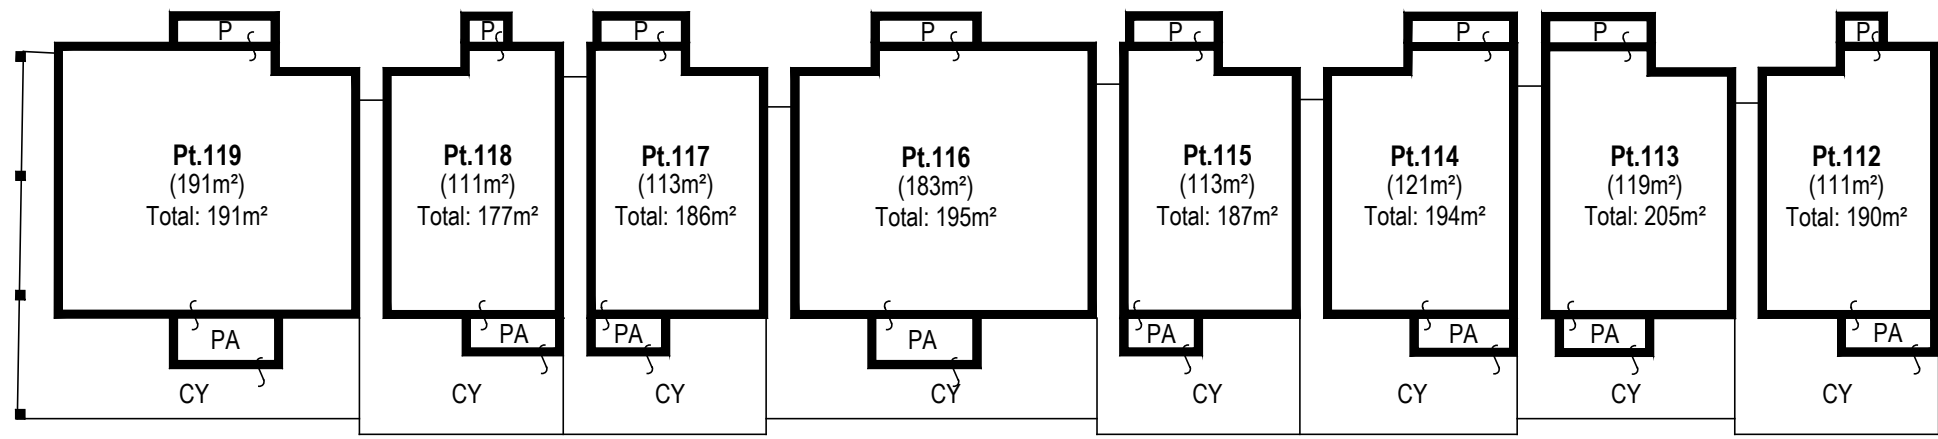 P P P P P P P P
Pt.119
(191m²)
Total: 191m²
Pt.118
(111m²)
Total: 177m²
Pt.117
(113m²)
Total: 186m²
Pt.116
(183m²)
Total: 195m²
Pt.115
(113m²)
Total: 187m²
Pt.114
(121m²)
Total: 194m²
Pt.113
(119m²)
Total: 205m²
Pt.112
(111m²)
Total: 190m²
PA PA PA PA PA PA PA PA
CY CY CY CY CY CY CY CY